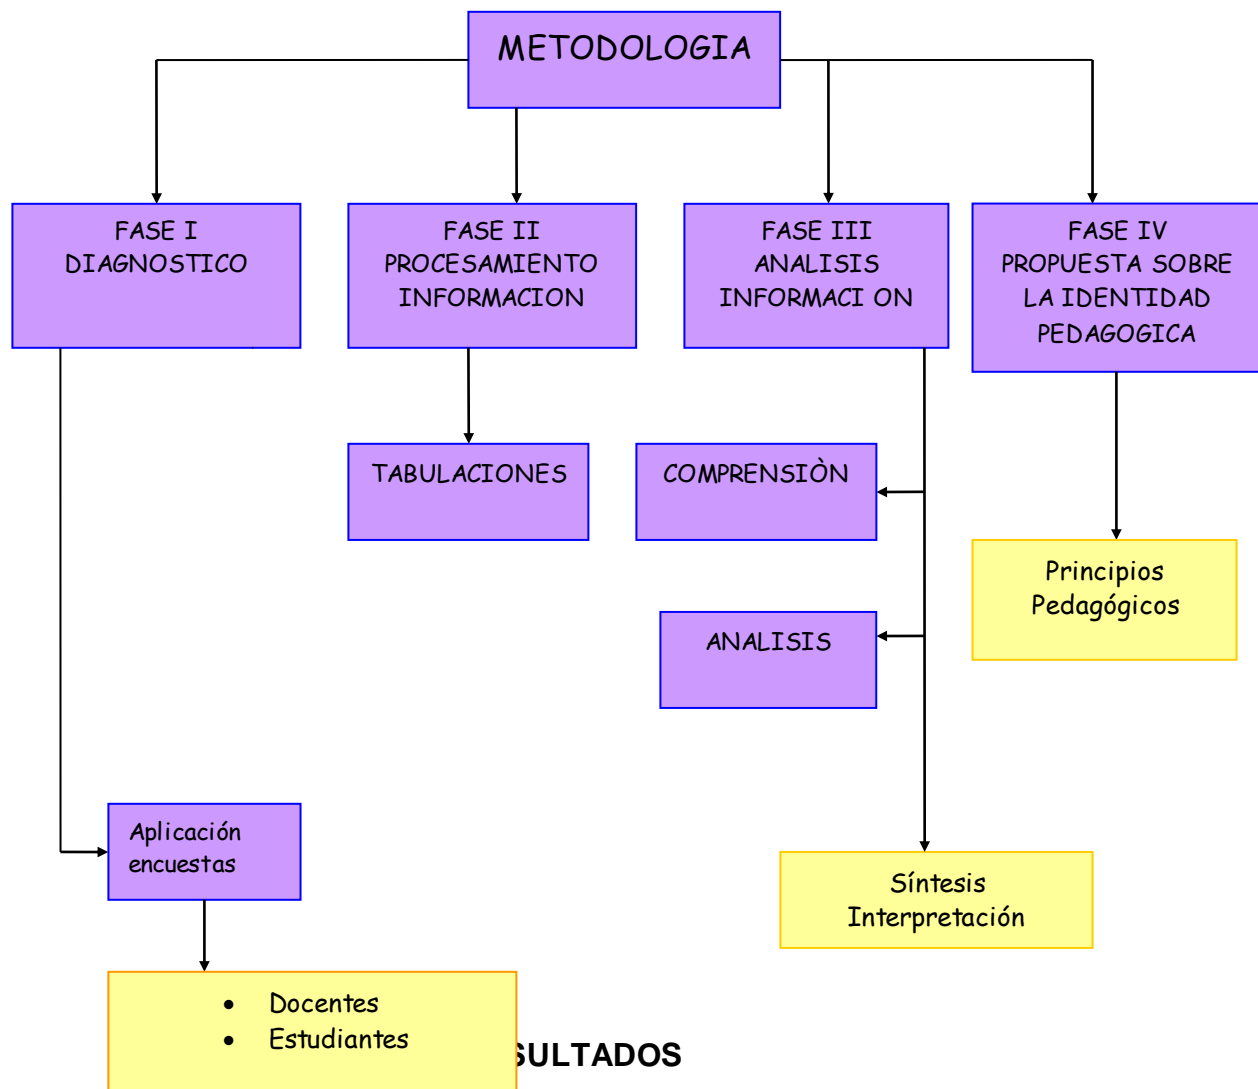 METODOLOGIA
FASE I
DIAGNOSTICO
FASE II
PROCESAMIENTO
INFORMACION
FASE III
ANALISIS
INFORMACI ON
FASE IV
PROPUESTA SOBRE
LA IDENTIDAD
PEDAGOGICA
TABULACIONES
COMPRENSIÒN
Principios
Pedagógicos
ANALISIS
Aplicación
encuestas
Síntesis
Interpretación
• Docentes
• Estudiantes
SULTADOS